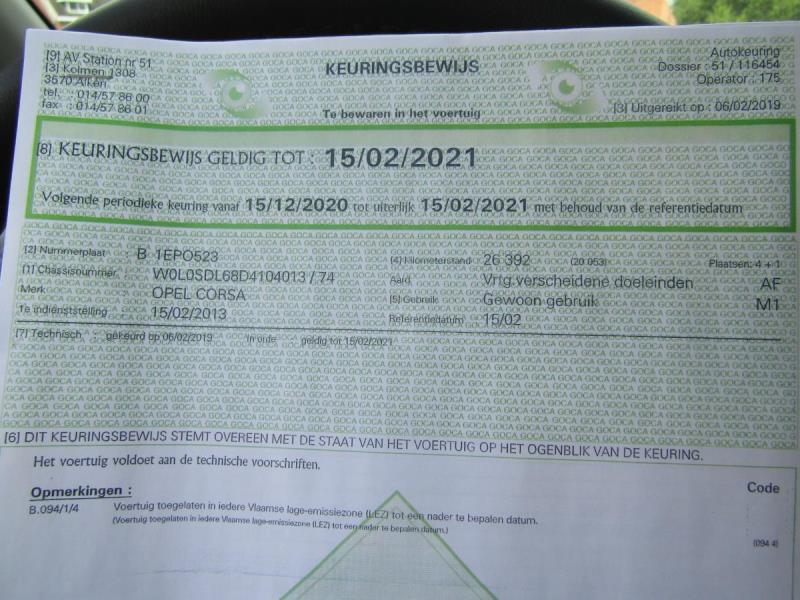 [9] AV Station nr 51
[3] Kolmen 1308
3570 Alken
tel. : 014/57 86 00
fax : 014/57 86 01
KEURINGSBEWIJS
Te bewaren in het voertuig
Autokeuring
Dossier : 51 / 116454
Operator : 175
[3] Uitgereikt op : 06/02/2019
[8] KEURINGSBEWIJS GELDIG TOT : 15/02/2021
Volgende periodieke keuring vanaf 15/12/2020 tot uiterlijk 15/02/2021 met behoud van de referentiedatum
[2] Nummerplaat : B 1EPO523
[4] Kilometerstand 26 392 (20 953) Plaatsen: 4 + 1
[1] Chassisnummer W0L0SDL68D4104013 / 74
Aard Vrtg.verscheidene doeleinden AF
Merk OPEL CORSA
[5] Gebruik Gewoon gebruik M1
1e indienststelling 15/02/2013
Referentiedatum 15/02
[7] Technisch : gekeurd op 06/02/2019 In orde : geldig tot 15/02/2021
[6] DIT KEURINGSBEWIJS STEMT OVEREEN MET DE STAAT VAN HET VOERTUIG OP HET OGENBLIK VAN DE KEURING.
Het voertuig voldoet aan de technische voorschriften.
Opmerkingen :
Code
B.094/1/4 Voertuig toegelaten in iedere Vlaamse lage-emissiezone (LEZ) tot een nader te bepalen datum.
(Voertuig toegelaten in iedere Vlaamse lage-emissiezone (LEZ) tot een nader te bepalen datum.)
(094 4)